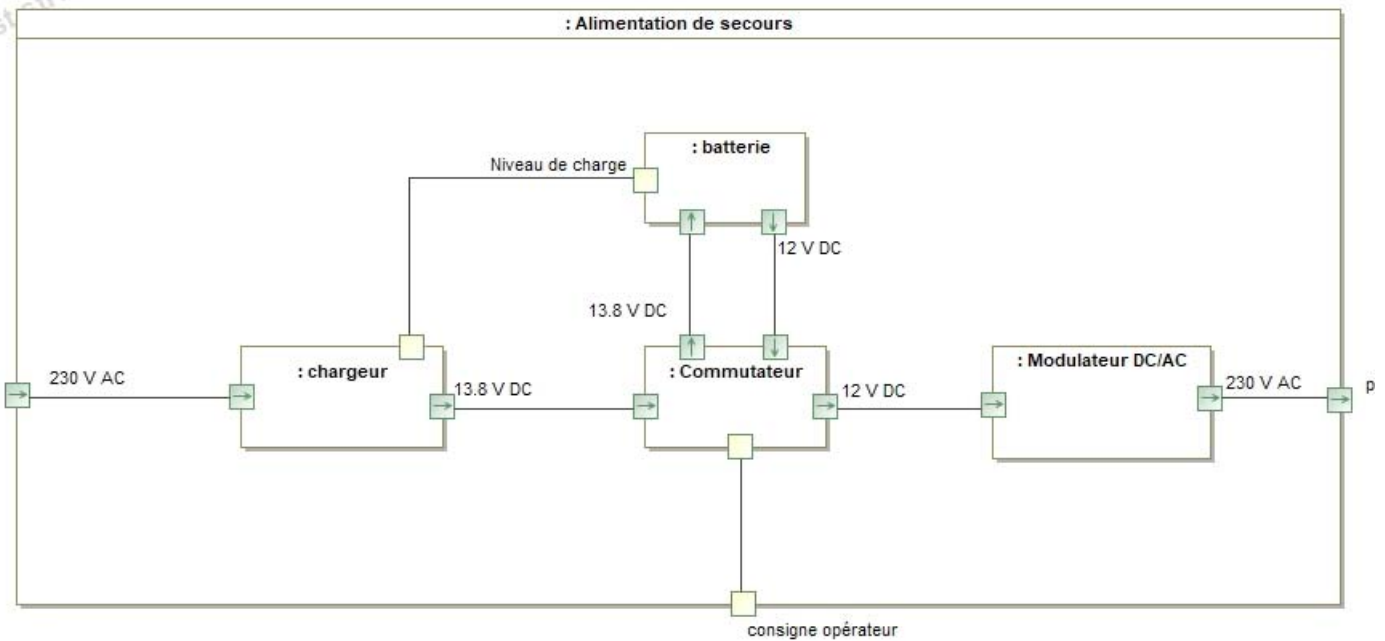 : Alimentation de secours
: batterie
Niveau de charge
12 V DC
13.8 V DC
: chargeur
: Commutateur
: Modulateur DC/AC
230 V AC
13.8 V DC
12 V DC
230 V AC
p
consigne opérateur